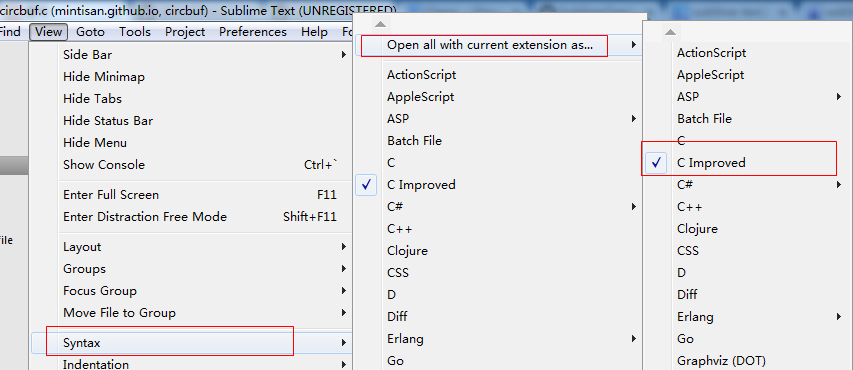 circbuf.c (mintisan.github.io, circbuf) - Sublime Text (UNREGISTERED)
Find View Goto Tools Project Preferences Help
Side Bar
Hide Minimap
Hide Tabs
Hide Status Bar
Hide Menu
Show Console Ctrl+`
Enter Full Screen F11
Enter Distraction Free Mode Shift+F11
Layout
Groups
Focus Group
Move File to Group
Syntax
Indentation
file
Open all with current extension as...
ActionScript
AppleScript
ASP
Batch File
C
C Improved
C#
C++
Clojure
CSS
D
Diff
Erlang
Go
ActionScript
AppleScript
ASP
Batch File
C
C Improved
C#
C++
Clojure
CSS
D
Diff
Erlang
Go
Graphviz (DOT)